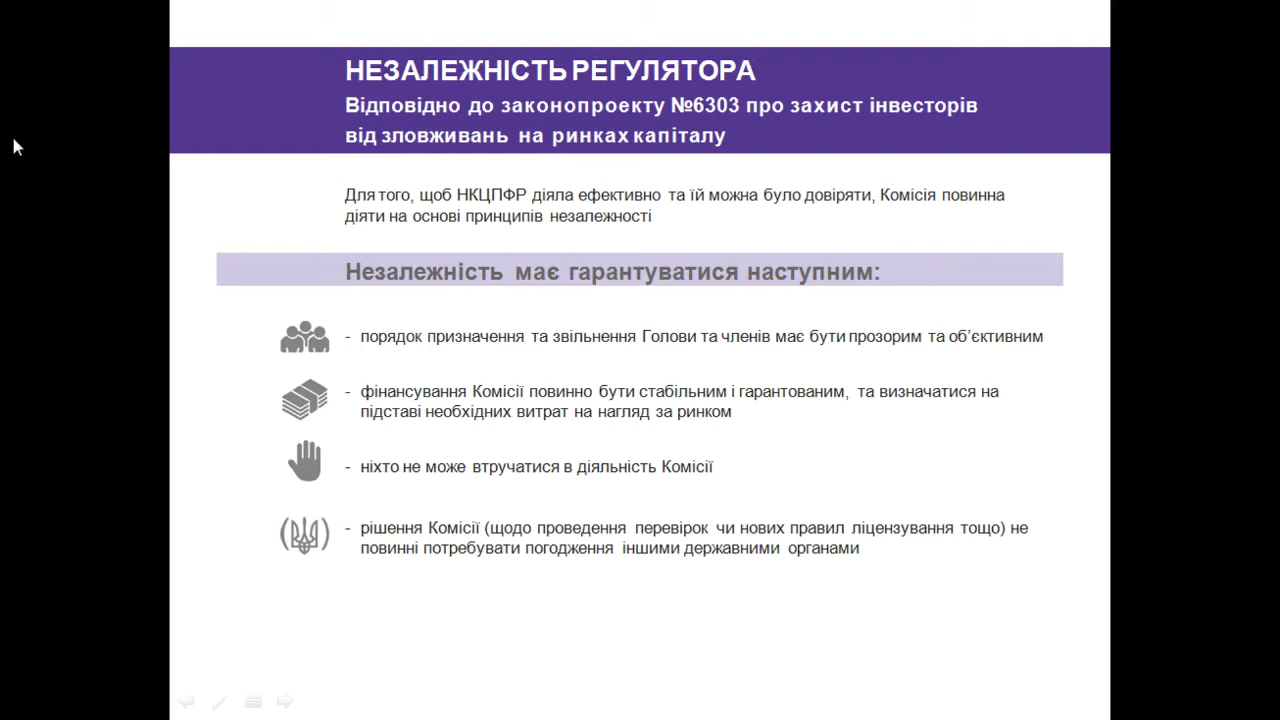 НЕЗАЛЕЖНІСТЬ РЕГУЛЯТОРА
Відповідно до законопроекту №6303 про захист інвесторів
від зловживань на ринках капіталу
Для того, щоб НКЦПФР діяла ефективно та їй можна було довіряти, Комісія повинна
діяти на основі принципів незалежності
Незалежність має гарантуватися наступним:
- порядок призначення та звільнення Голови та членів має бути прозорим та об’єктивним
- фінансування Комісії повинно бути стабільним і гарантованим, та визначатися на
підставі необхідних витрат на нагляд за ринком
- ніхто не може втручатися в діяльність Комісії
- рішення Комісії (щодо проведення перевірок чи нових правил ліцензування тощо) не
повинні потребувати погодження іншими державними органами